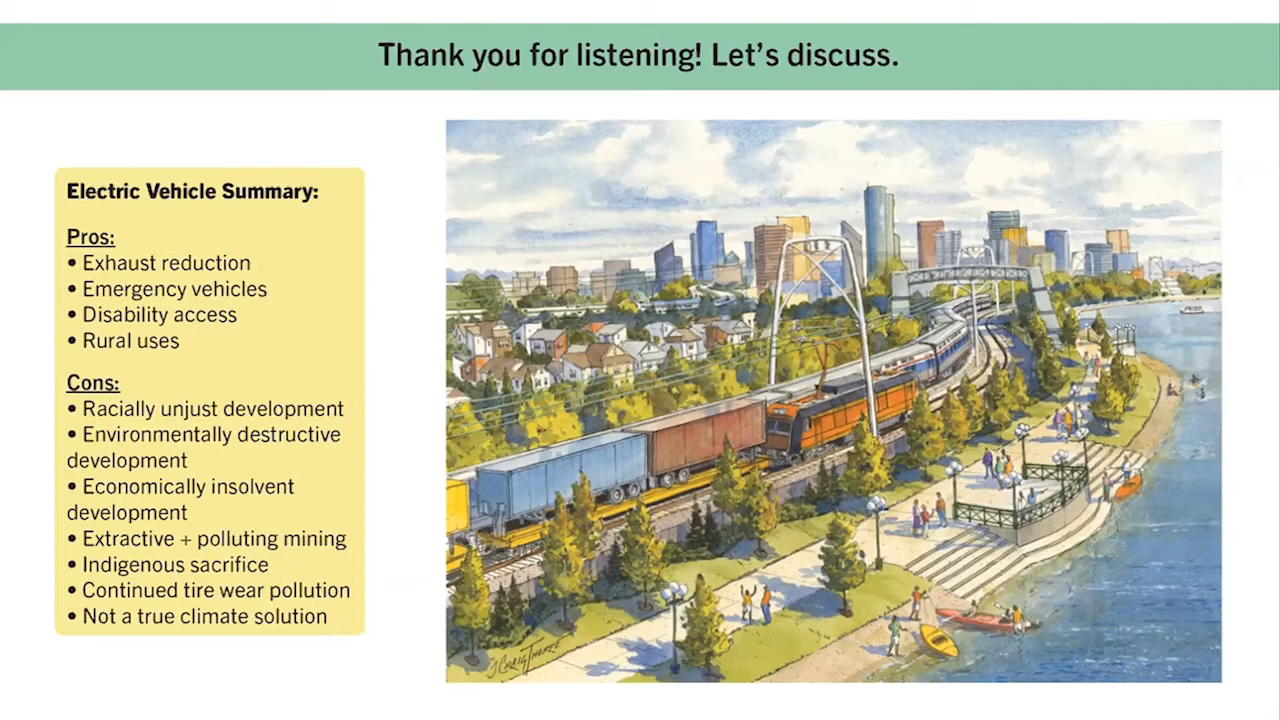 Thank you for listening! Let's discuss.
Electric Vehicle Summary:
Pros:
• Exhaust reduction
• Emergency vehicles
• Disability access
• Rural uses
Cons:
• Racially unjust development
• Environmentally destructive
development
• Economically insolvent
development
• Extractive + polluting mining
• Indigenous sacrifice
• Continued tire wear pollution
• Not a true climate solution
J. Craig Thorpe